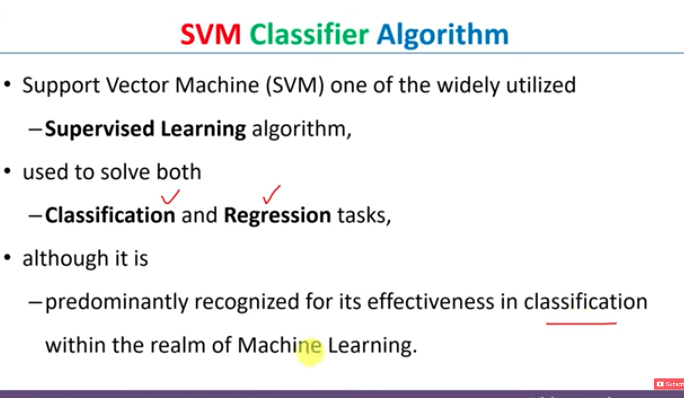 SVM Classifier Algorithm
• Support Vector Machine (SVM) one of the widely utilized
–Supervised Learning algorithm,
• used to solve both
–Classification and Regression tasks,
• although it is
–predominantly recognized for its effectiveness in classification
within the realm of Machine Learning.